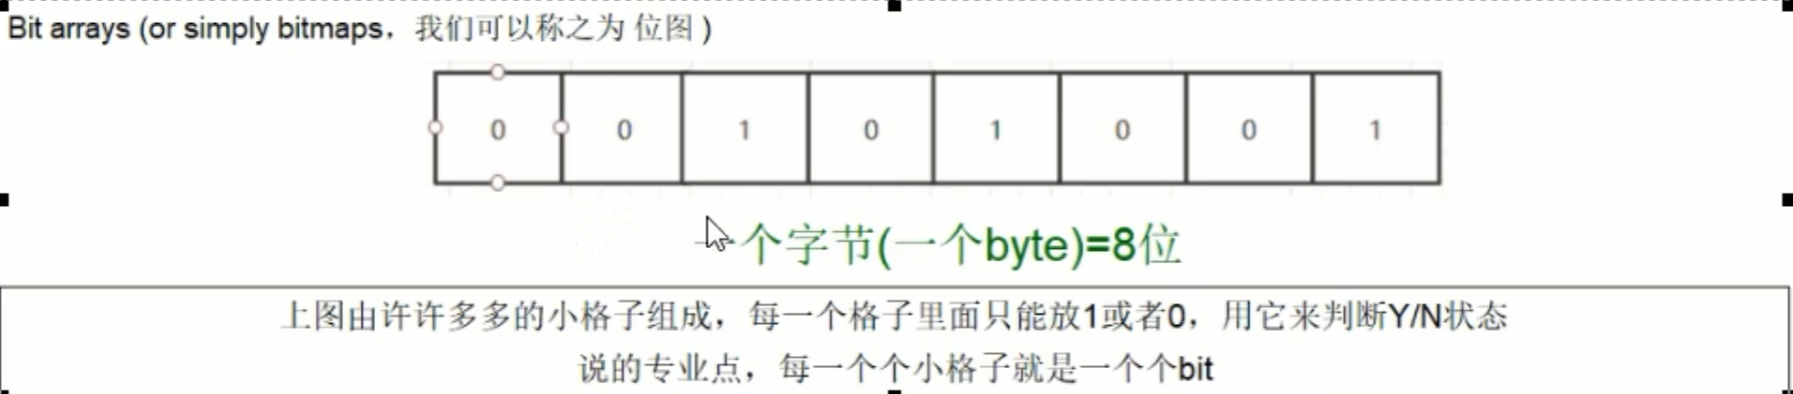 Bit arrays (or simply bitmaps，我们可以称之为 位图 )
0 0 1 0 1 0 0 1
一个字节(一个byte)=8位
上图由许许多多的小格子组成，每一个格子里面只能放1或者0，用它来判断Y/N状态
说的专业点，每一个个小格子就是一个个bit